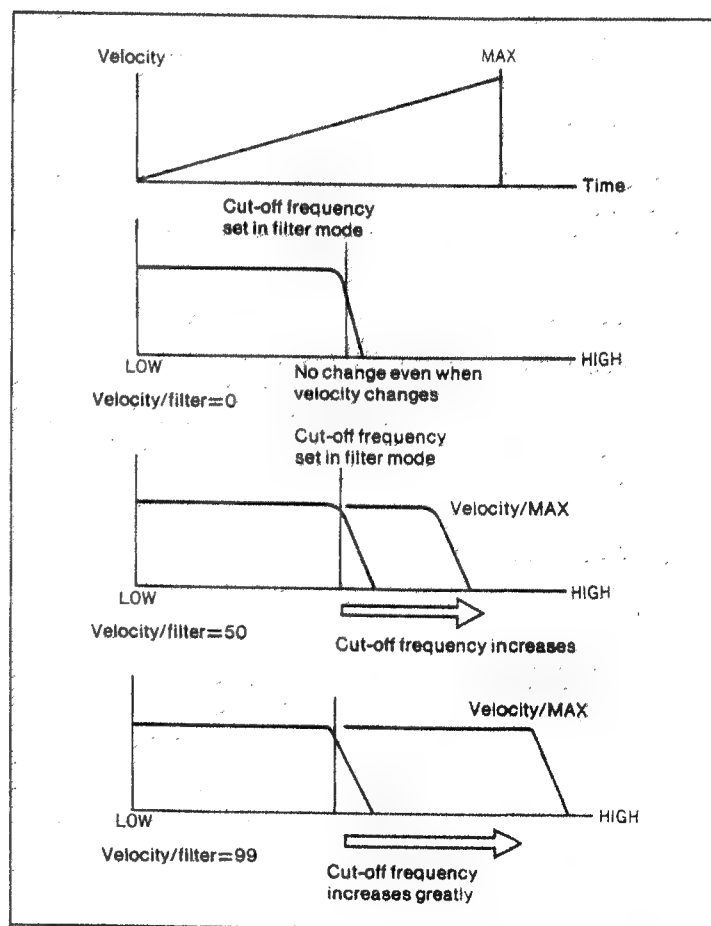 Velocity
MAX
Time
Cut-off frequency
set in filter mode
LOW
HIGH
No change even when
velocity changes
Velocity/filter=0
Cut-off frequency
set in filter mode
Velocity/MAX
LOW
HIGH
Velocity/filter=50
Cut-off frequency increases
Velocity/MAX
LOW
HIGH
Velocity/filter=99
Cut-off frequency
increases greatly